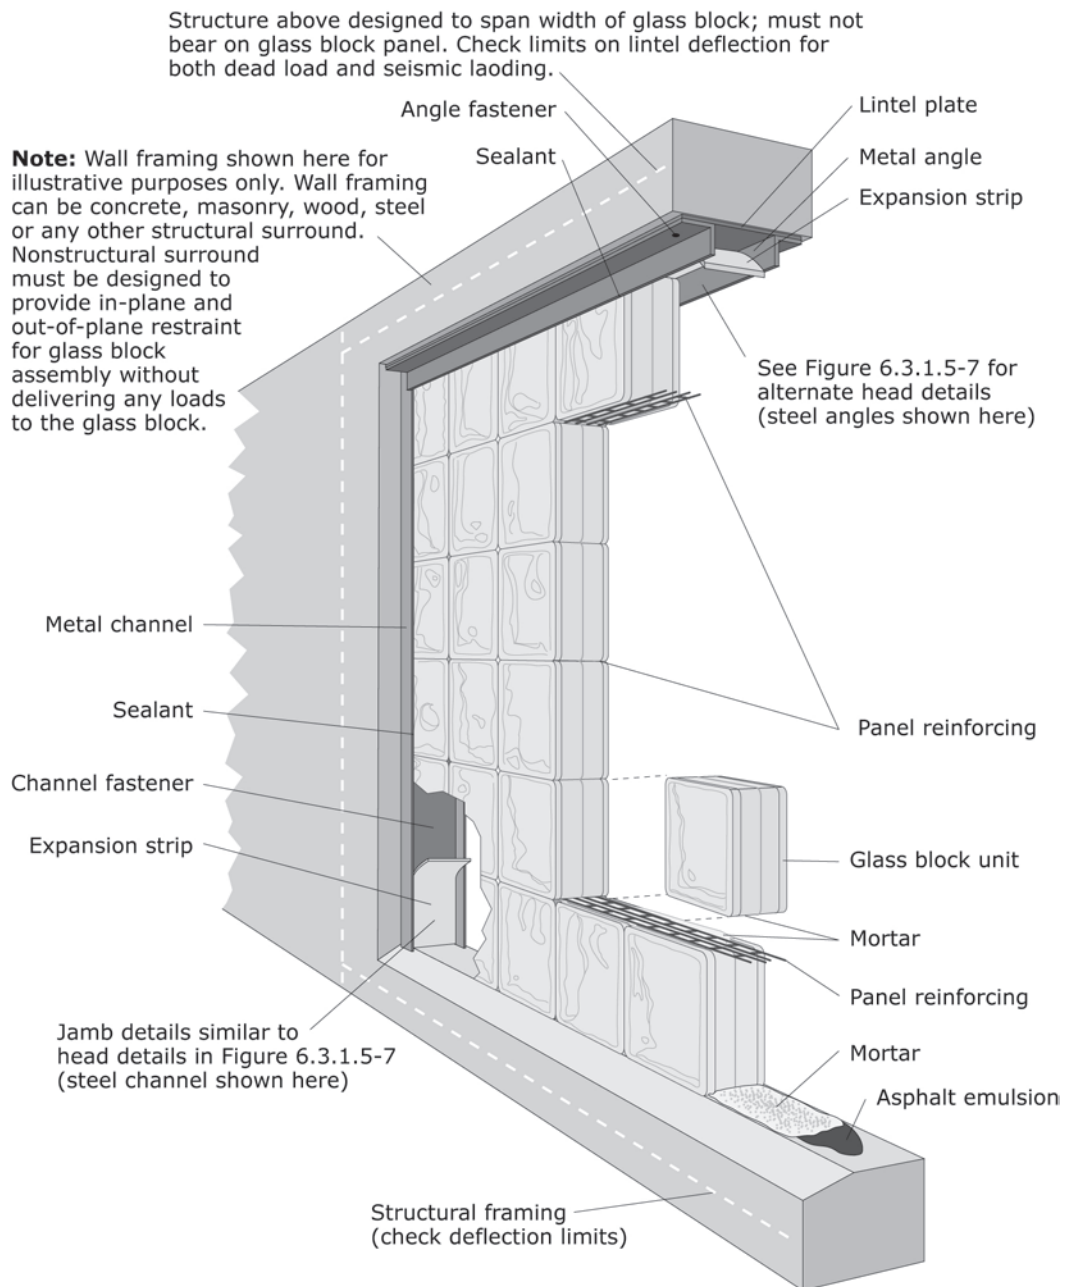 Structure above designed to span width of glass block; must not
bear on glass block panel. Check limits on lintel deflection for
both dead load and seismic laoding.
Angle fastener
Lintel plate
Note: Wall framing shown here for
illustrative purposes only. Wall framing
can be concrete, masonry, wood, steel
or any other structural surround.
Nonstructural surround
must be designed to
provide in-plane and
out-of-plane restraint
for glass block
assembly without
delivering any loads
to the glass block.
Sealant
Metal angle
Expansion strip
See Figure 6.3.1.5-7 for
alternate head details
(steel angles shown here)
Metal channel
Sealant
Panel reinforcing
Channel fastener
Expansion strip
Glass block unit
Mortar
Panel reinforcing
Jamb details similar to
head details in Figure 6.3.1.5-7
(steel channel shown here)
Mortar
Asphalt emulsion
Structural framing
(check deflection limits)